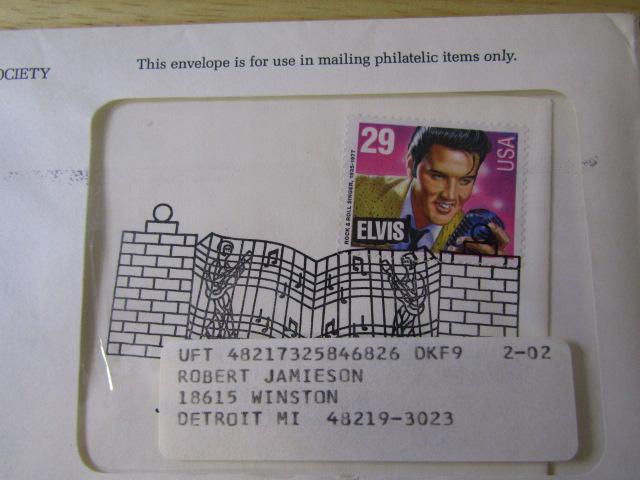 OCIETY
This envelope is for use in mailing philatelic items only.
29
USA
ROCK & ROLL SINGER, 1935-1977
ELVIS
UFT 48217325846826 DKF9 2-02
ROBERT JAMIESON
18615 WINSTON
DETROIT MI 48219-3023